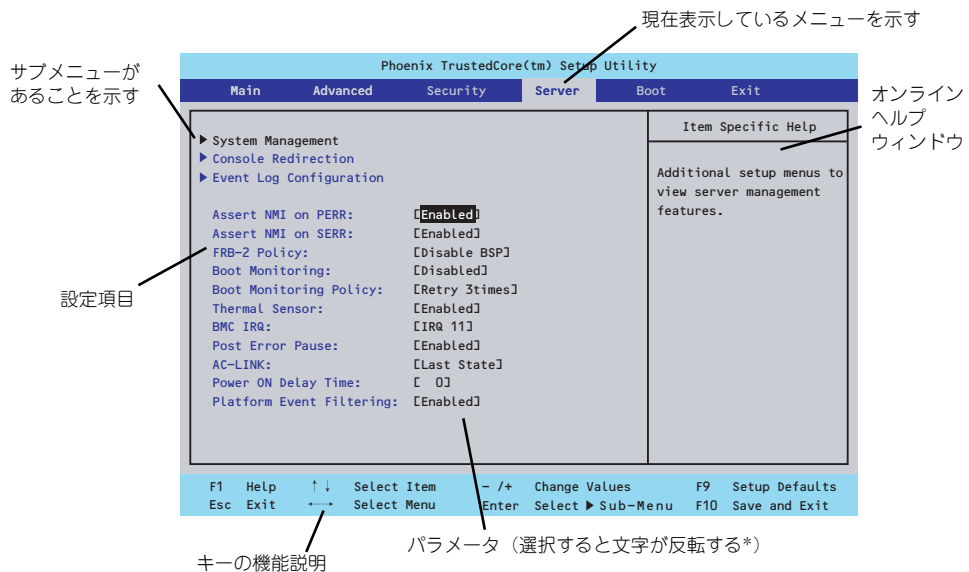 現在表示しているメニューを示す
サブメニューが
あることを示す
オンライン
ヘルプ
ウィンドウ
設定項目
Phoenix TrustedCore(tm) Setup Utility
Main Advanced Security Server Boot Exit
▶ System Management
▶ Console Redirection
▶ Event Log Configuration
Assert NMI on PERR: [Enabled]
Assert NMI on SERR: [Enabled]
FRB-2 Policy: [Disable BSP]
Boot Monitoring: [Disabled]
Boot Monitoring Policy: [Retry 3times]
Thermal Sensor: [Enabled]
BMC IRQ: [IRQ 11]
Post Error Pause: [Enabled]
AC-LINK: [Last State]
Power ON Delay Time: [ 0]
Platform Event Filtering: [Enabled]
Item Specific Help
Additional setup menus to
view server management
features.
F1 Help ↑↓ Select Item - /+ Change Values F9 Setup Defaults
Esc Exit ←→ Select Menu Enter Select ▶ Sub-Menu F10 Save and Exit
パラメータ（選択すると文字が反転する*）
キーの機能説明